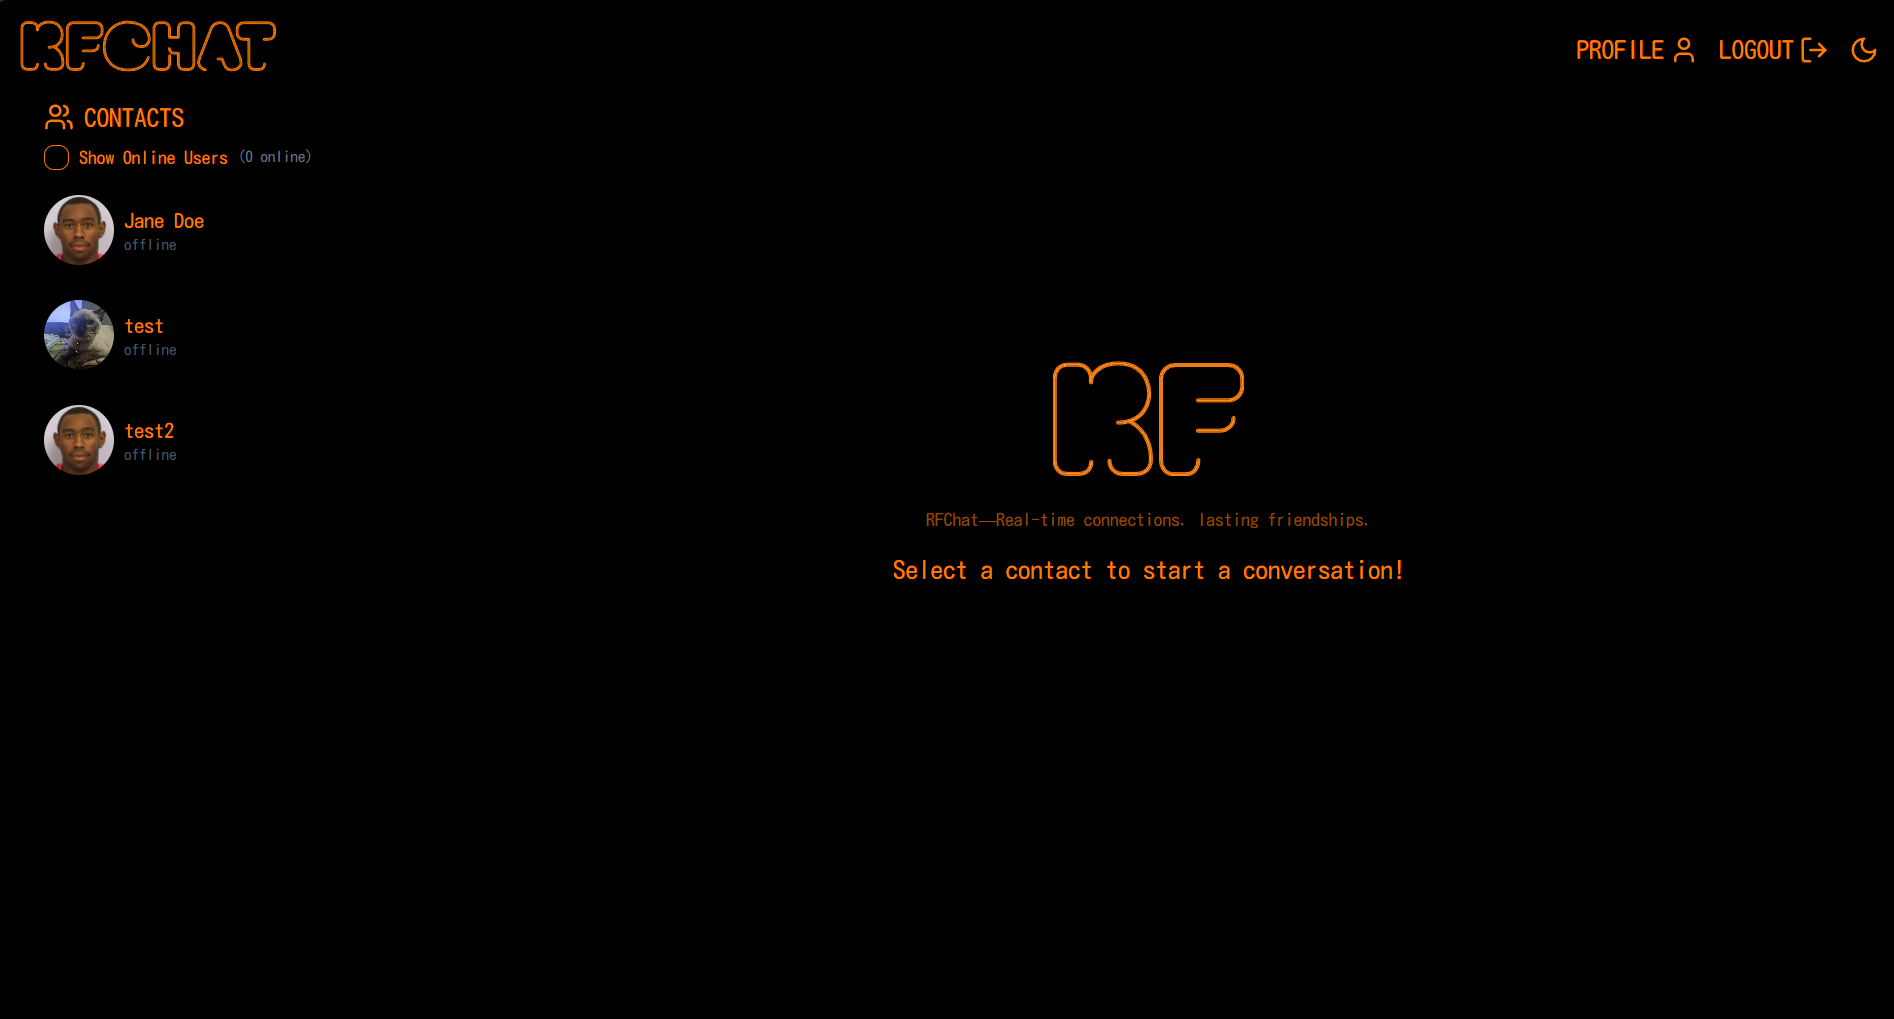 RFCHAT
PROFILE
LOGOUT
CONTACTS
Show Online Users (0 online)
Jane Doe
offline
test
offline
test2
offline
RF
RFChat—Real-time connections. lasting friendships.
Select a contact to start a conversation!